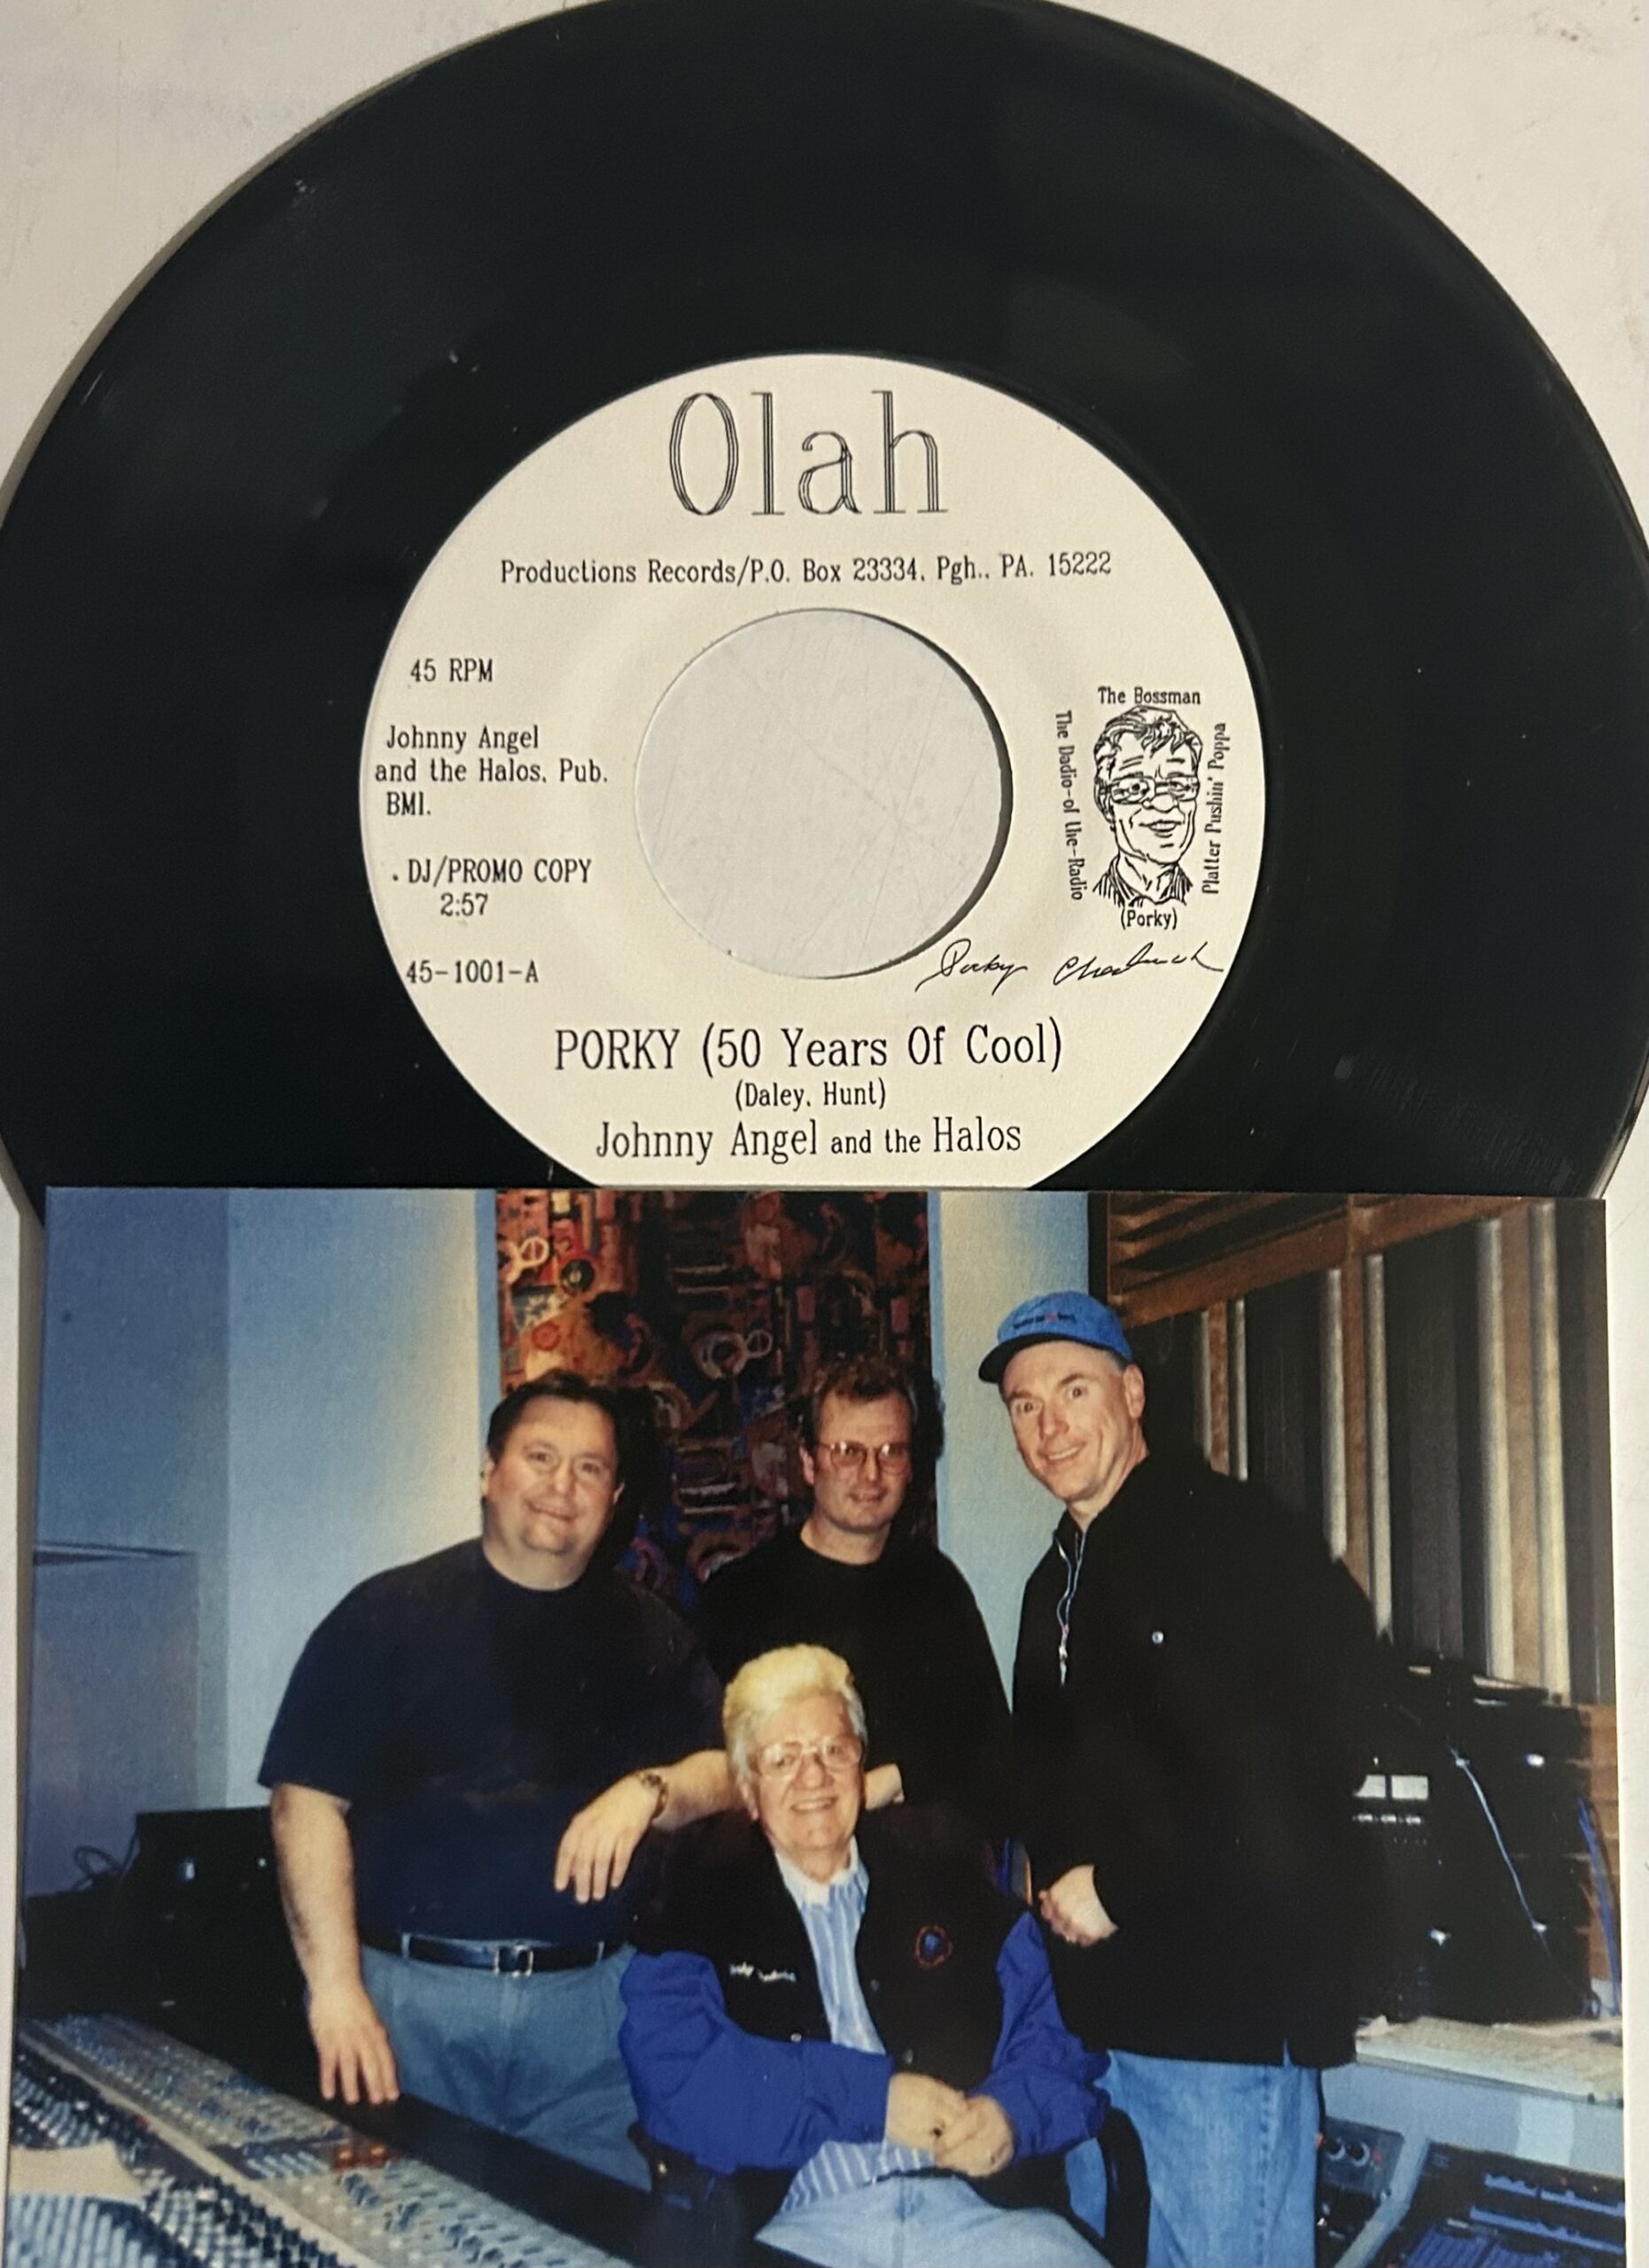 Olah
Productions Records/P.O. Box 23334, Pgh., PA. 15222
45 RPM
Johnny Angel
and the Halos, Pub.
BMI.
. DJ/PROMO COPY
2:57
45-1001-A
The Bossman
The Dadio-of the-Radio
Platter Pushin' Poppa
(Porky)
Porky Chedwick
PORKY (50 Years Of Cool)
(Daley, Hunt)
Johnny Angel and the Halos